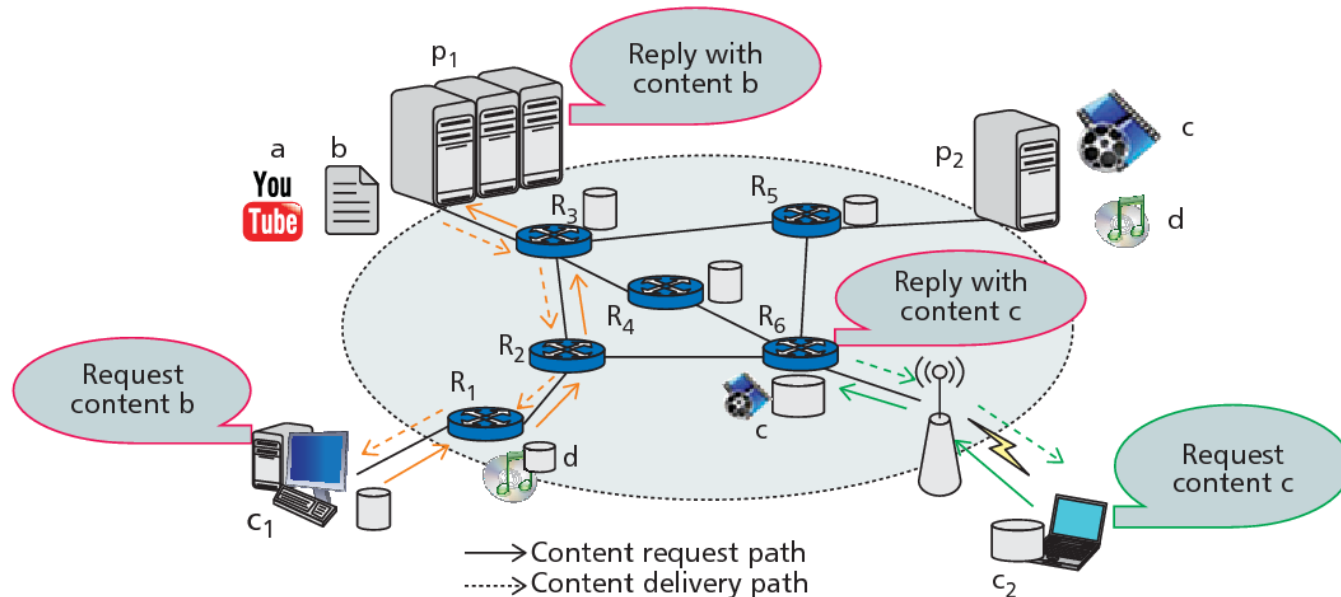 p1
Reply with
content b
a
b
You
Tube
p2
c
d
R3
R5
R4
R6
Reply with
content c
R2
R1
Request
content b
c
d
c1
Request
content c
c2
Content request path
Content delivery path